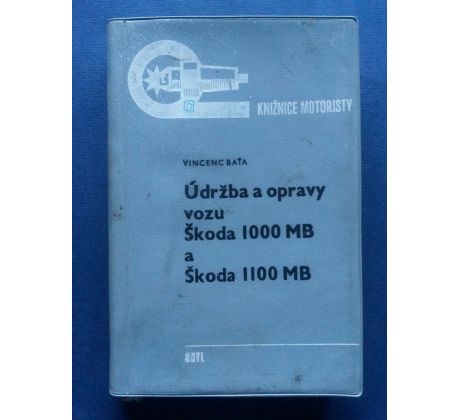 KNIŽNICE MOTORISTY
VINCENC BAŤA
Údržba a opravy
vozu
Škoda 1000 MB
a
Škoda 1100 MB
SNTL